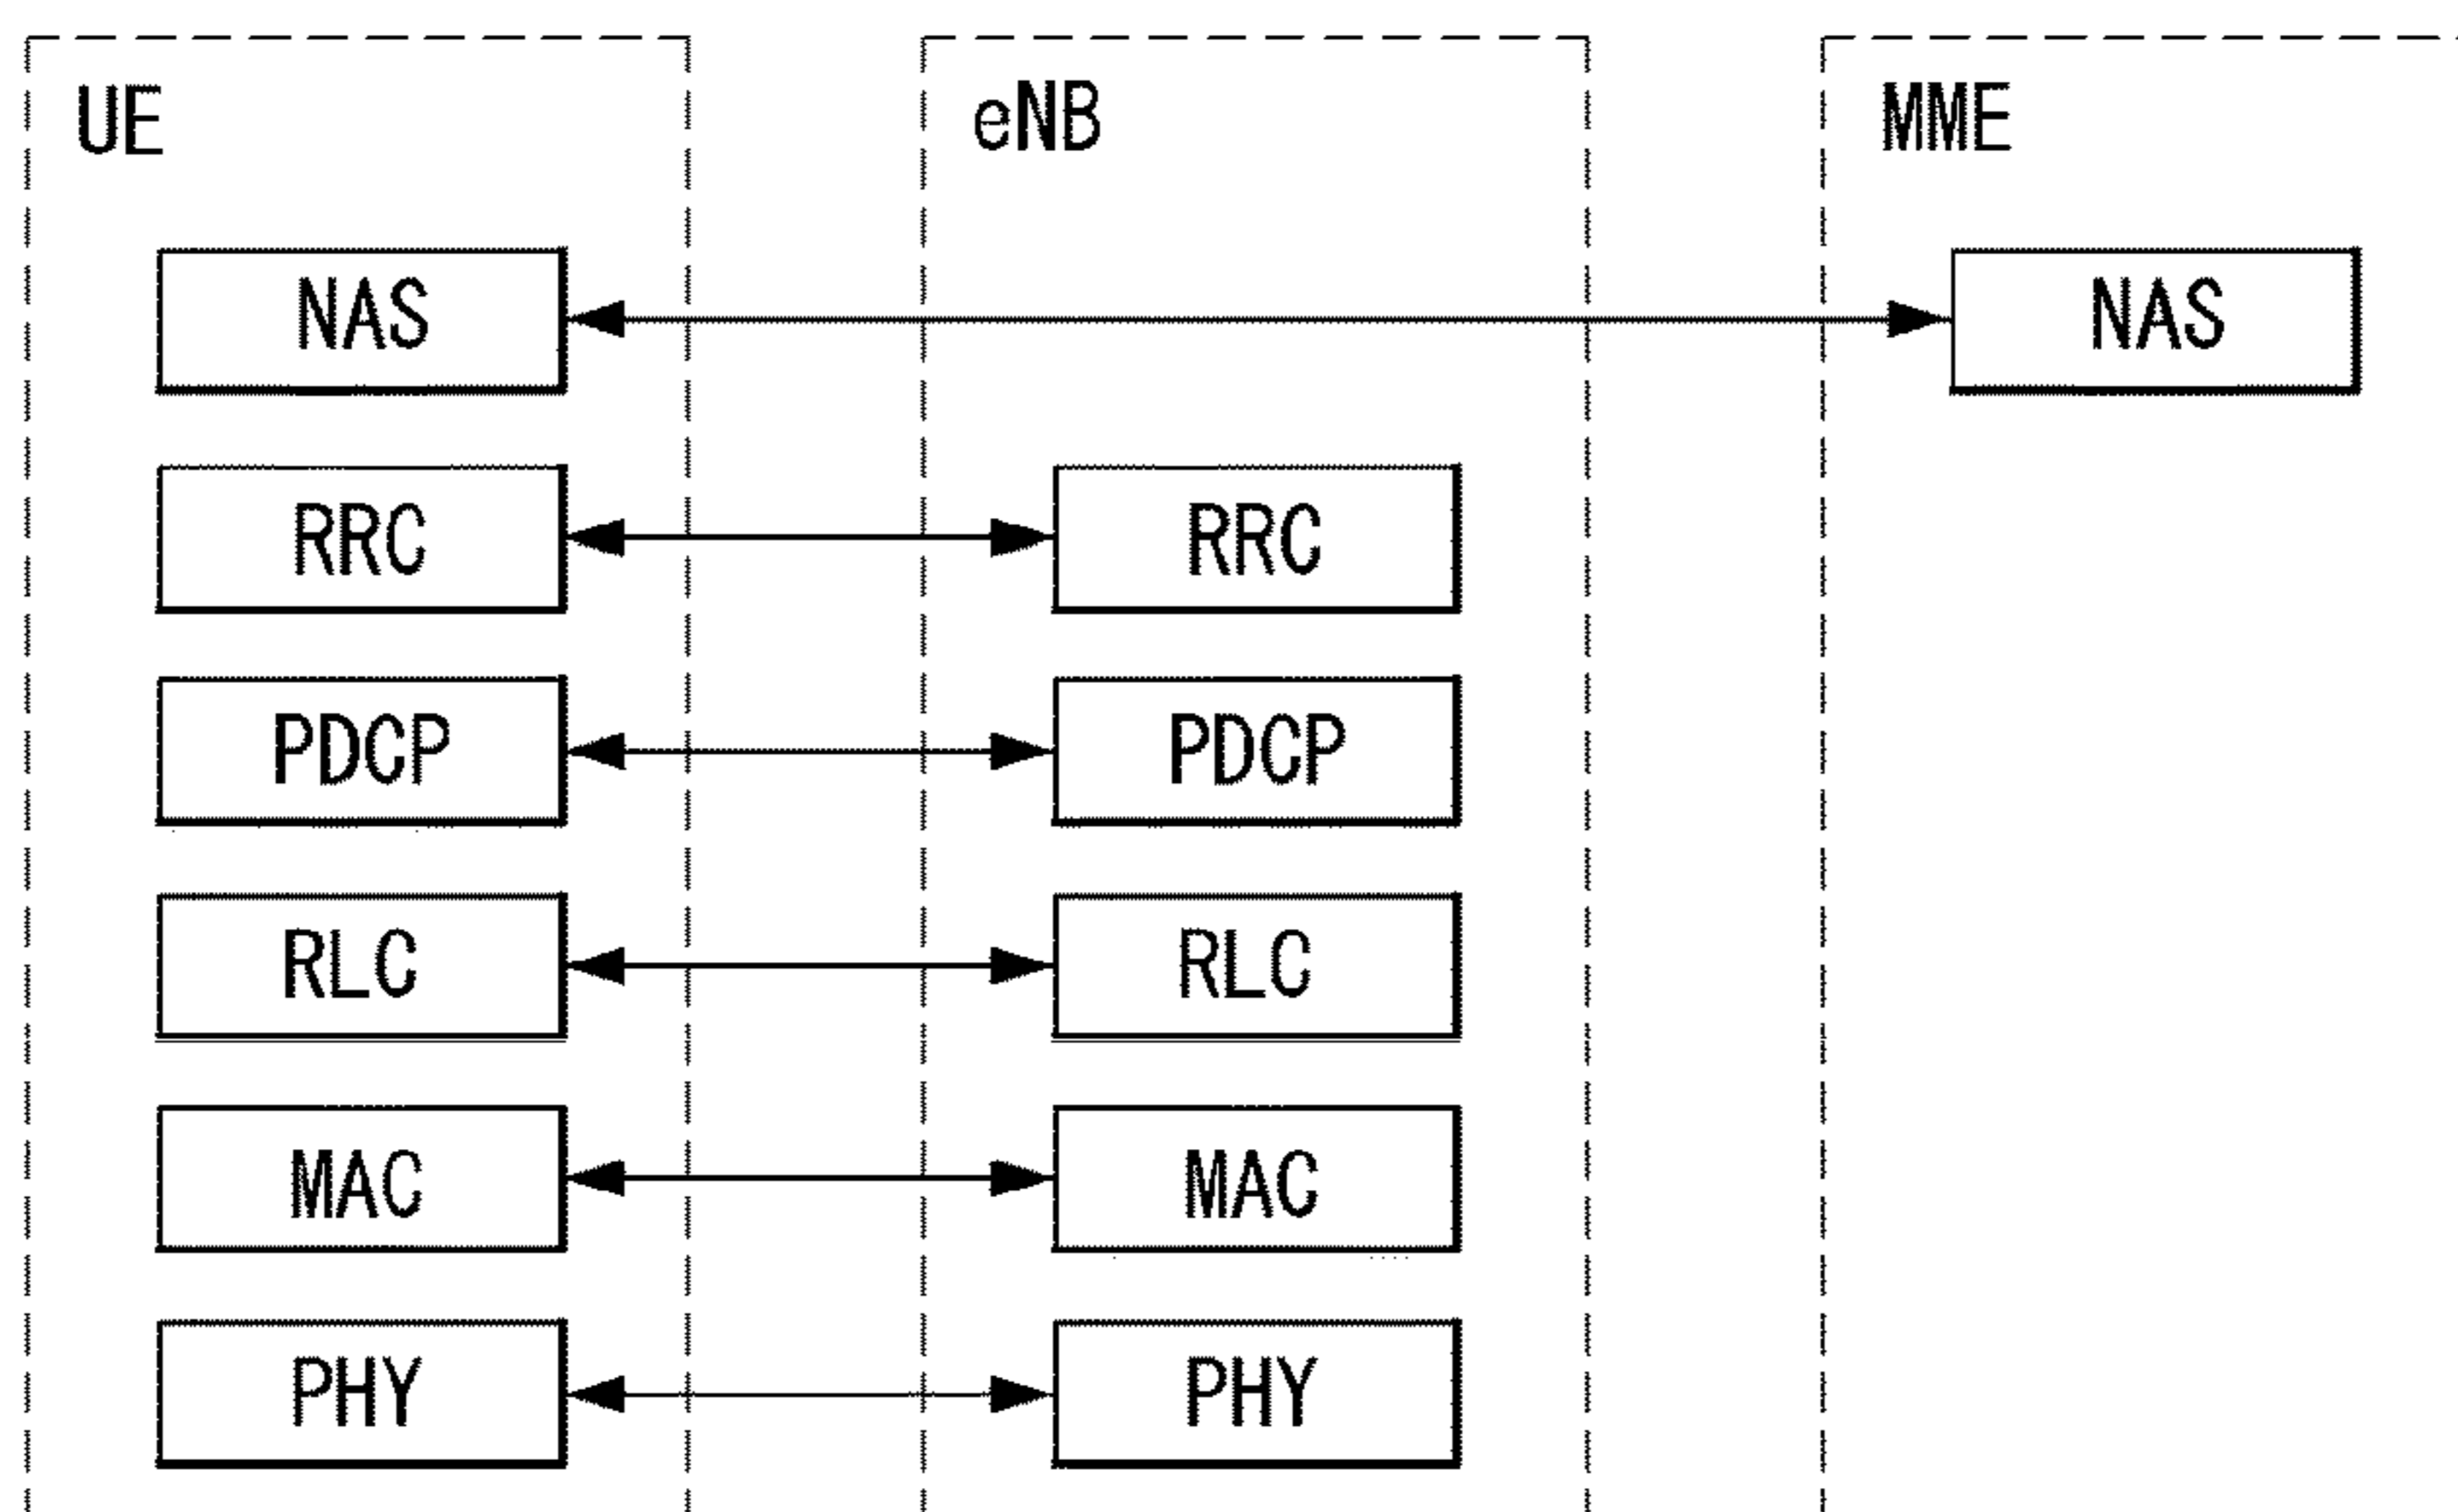 UE eNB MME
NAS NAS
RRC RRC
PDCP PDCP
RLC RLC
MAC MAC
PHY PHY